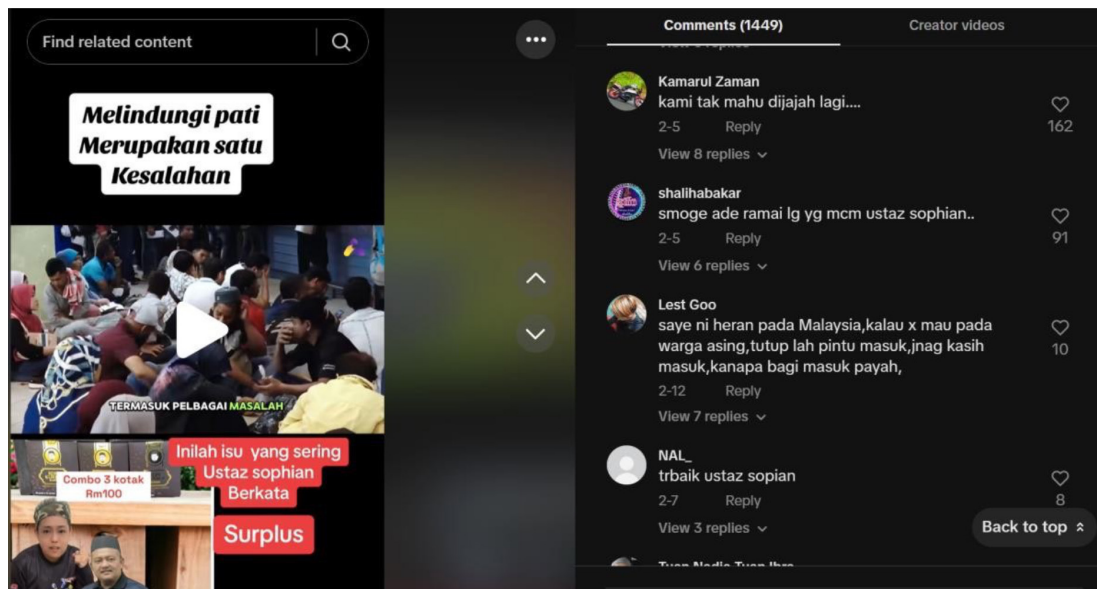 Find related content
Melindungi pati
Merupakan satu
Kesalahan
TERMASUK PELBAGAI MASALAH
Combo 3 kotak
Rm100
Inilah isu yang sering
Ustaz sophian
Berkata
Surplus
Comments (1449)
Creator videos
Kamarul Zaman
kami tak mahu dijajah lagi....
162
2-5 Reply
View 8 replies
shalihabakar
smoge ade ramai lg yg mcm ustaz sophian..
91
2-5 Reply
View 6 replies
Lest Goo
saye ni heran pada Malaysia,kalau x mau pada
warga asing,tutup lah pintu masuk,jnag kasih
masuk,kanapa bagi masuk payah,
10
2-12 Reply
View 7 replies
NAL_
trbaik ustaz sopian
8
2-7 Reply
View 3 replies
Back to top